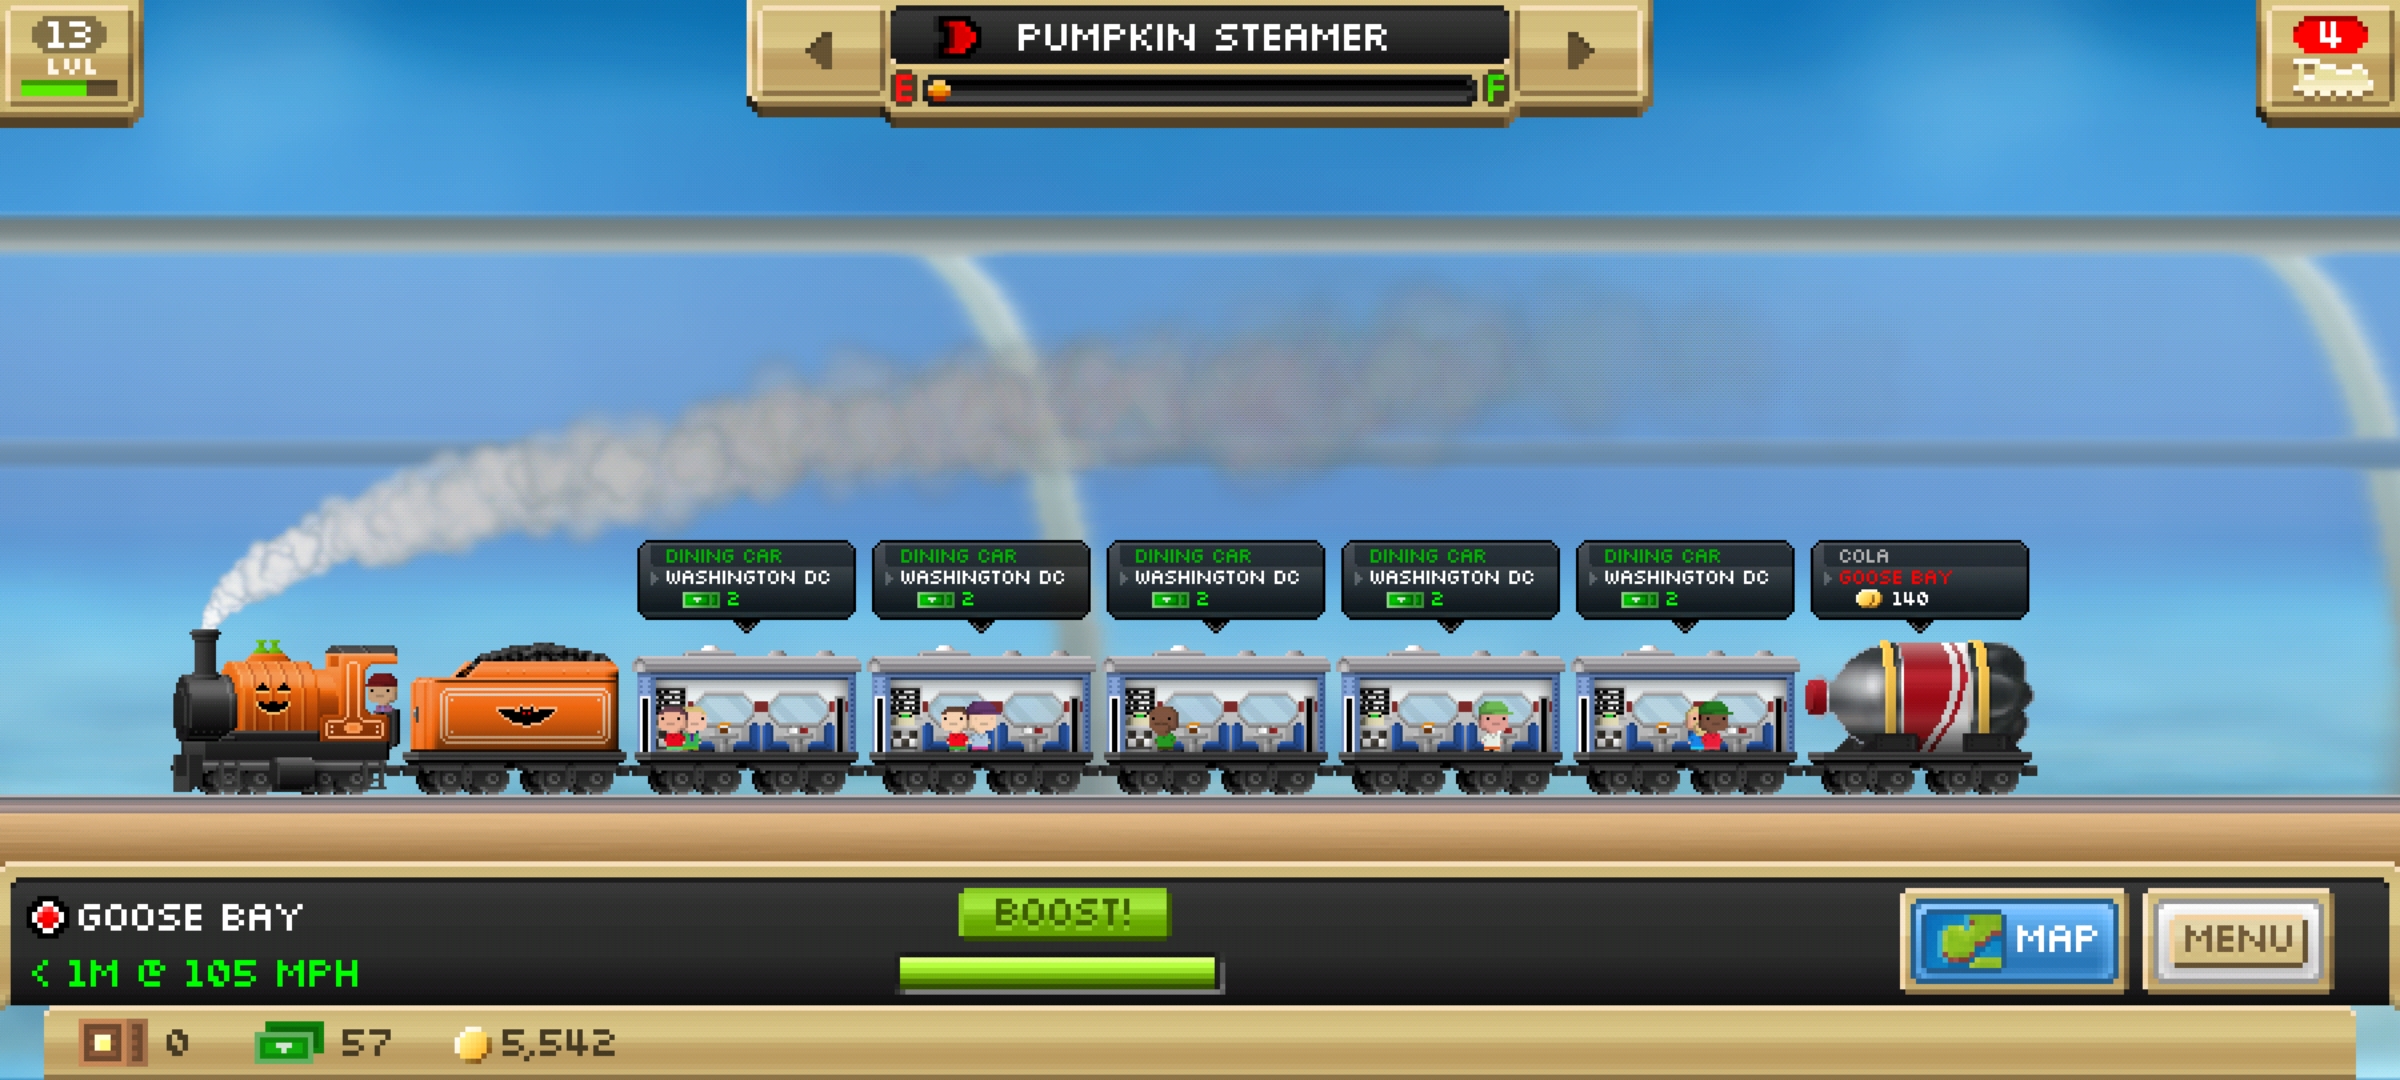 13
LVL
PUMPKIN STEAMER
E F
4
DINING CAR
WASHINGTON DC
2
DINING CAR
WASHINGTON DC
2
DINING CAR
WASHINGTON DC
2
DINING CAR
WASHINGTON DC
2
DINING CAR
WASHINGTON DC
2
COLA
GOOSE BAY
140
GOOSE BAY
< 1M @ 105 MPH
BOOST!
MAP
MENU
0 57 5,542